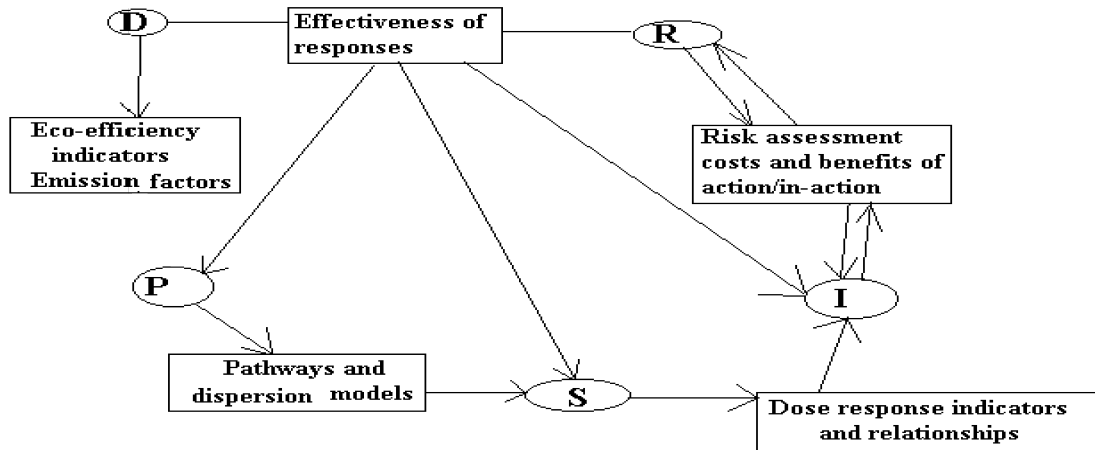 D
Effectiveness of
responses
R
Eco-efficiency
indicators
Emission factors
Risk assessment
costs and benefits of
action/in-action
P
I
Pathways and
dispersion models
S
Dose response indicators
and relationships